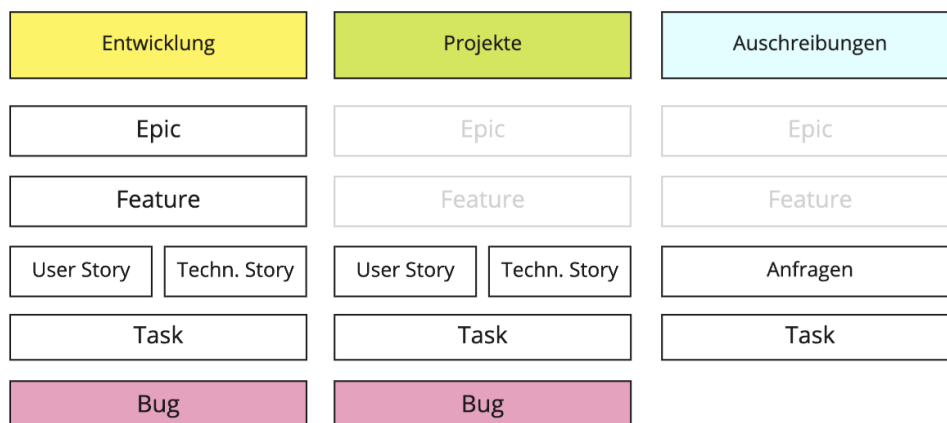 Entwicklung Projekte Auschreibungen
Epic Epic Epic
Feature Feature Feature
User Story Techn. Story User Story Techn. Story Anfragen
Task Task Task
Bug Bug